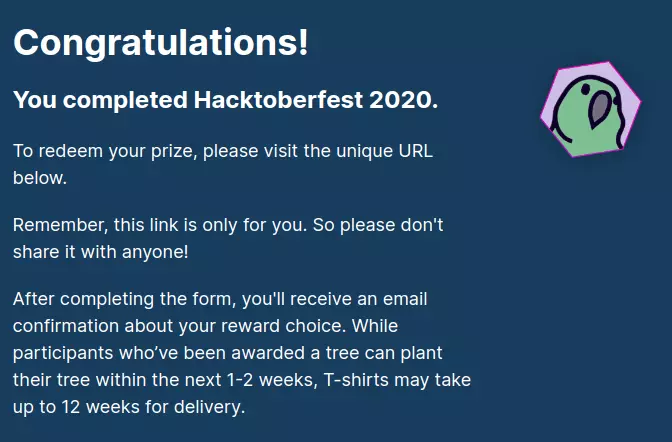 Congratulations!
You completed Hacktoberfest 2020.
To redeem your prize, please visit the unique URL
below.
Remember, this link is only for you. So please don't
share it with anyone!
After completing the form, you'll receive an email
confirmation about your reward choice. While
participants who’ve been awarded a tree can plant
their tree within the next 1-2 weeks, T-shirts may take
up to 12 weeks for delivery.